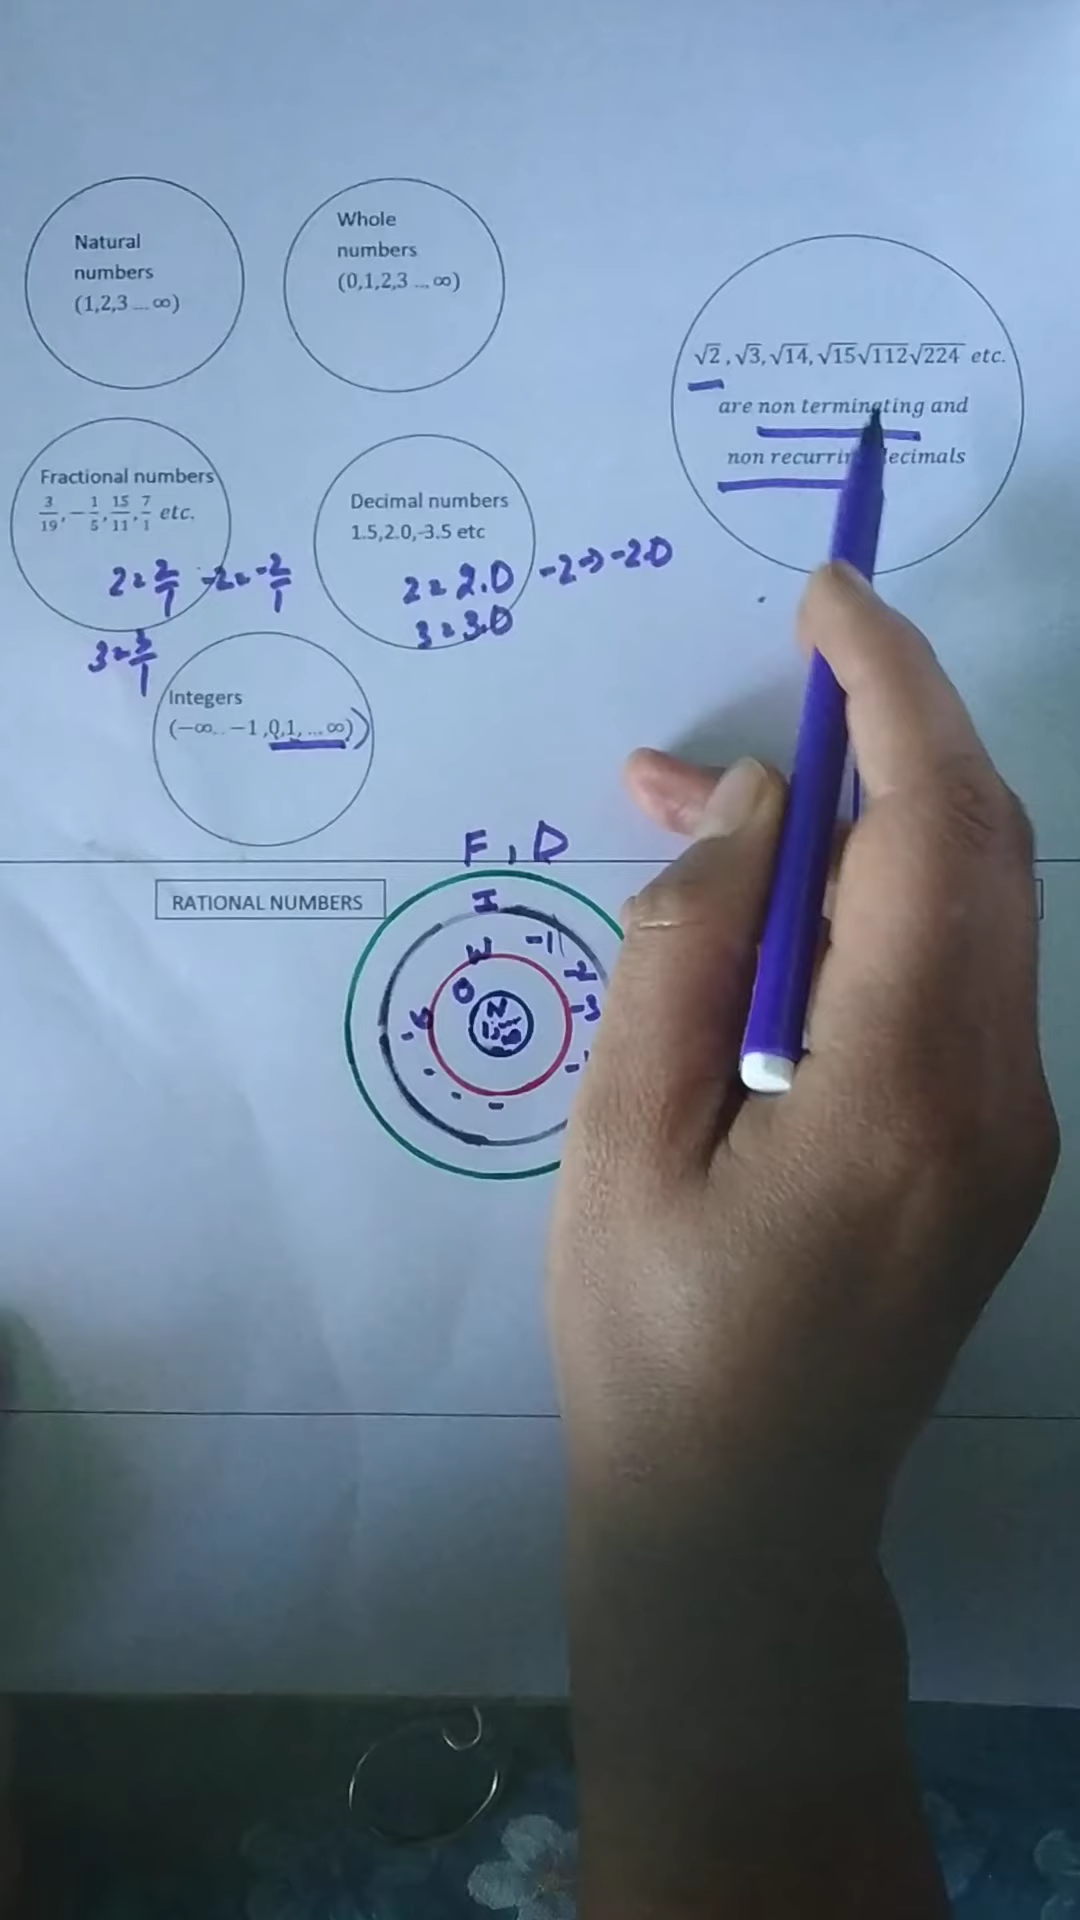 Natural
numbers
(1,2,3 ... ∞)
Whole
numbers
(0,1,2,3 ... ∞)
√2 , √3, √14, √15√112√224 etc.
are non terminating and
non recurring decimals
Fractional numbers
3/19, −1/5, 15/11, 7/1 etc.
2 = 2/1 -2 = -2/1
3 = 3/1
Decimal numbers
1.5,2.0,-3.5 etc
2 = 2.0 -2 → -2.0
3 = 3.0
Integers
(−∞.. −1 ,0,1, ... ∞)
F, D
RATIONAL NUMBERS
I
W -1
-2
0 N -3